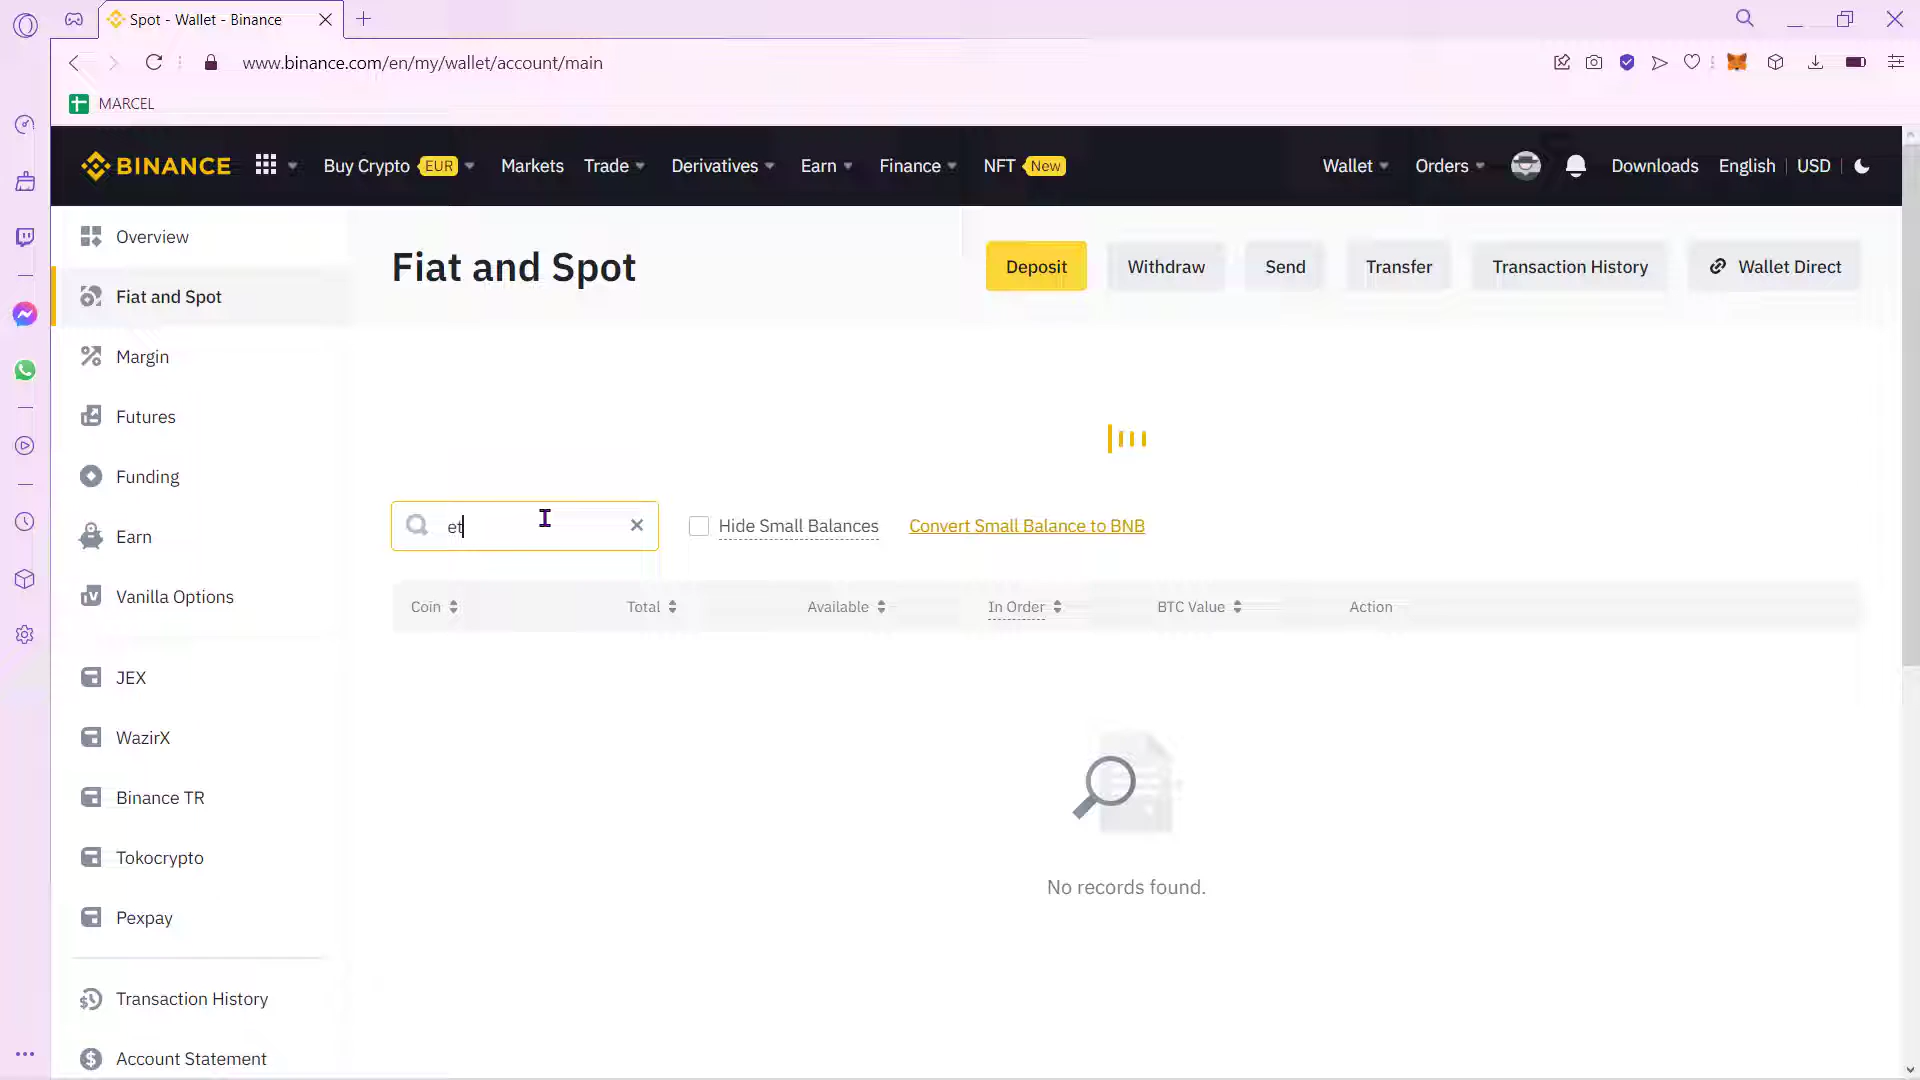 Spot - Wallet - Binance
www.binance.com/en/my/wallet/account/main
MARCEL
BINANCE Buy Crypto EUR Markets Trade Derivatives Earn Finance NFT New Wallet Orders Downloads English USD
Overview
Fiat and Spot
Margin
Futures
Funding
Earn
Vanilla Options
JEX
WazirX
Binance TR
Tokocrypto
Pexpay
Transaction History
Account Statement
Fiat and Spot
Deposit Withdraw Send Transfer Transaction History Wallet Direct
et Hide Small Balances Convert Small Balance to BNB
Coin Total Available In Order BTC Value Action
No records found.